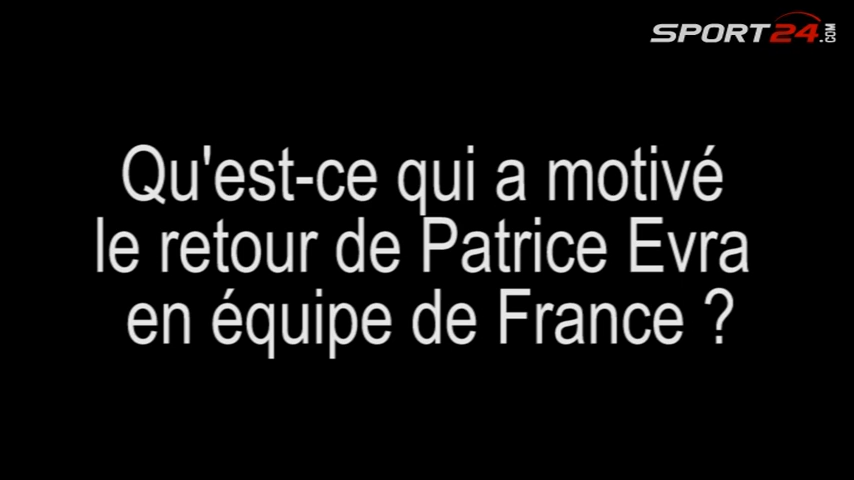 SPORT24.COM
Qu'est-ce qui a motivé
le retour de Patrice Evra
en équipe de France ?